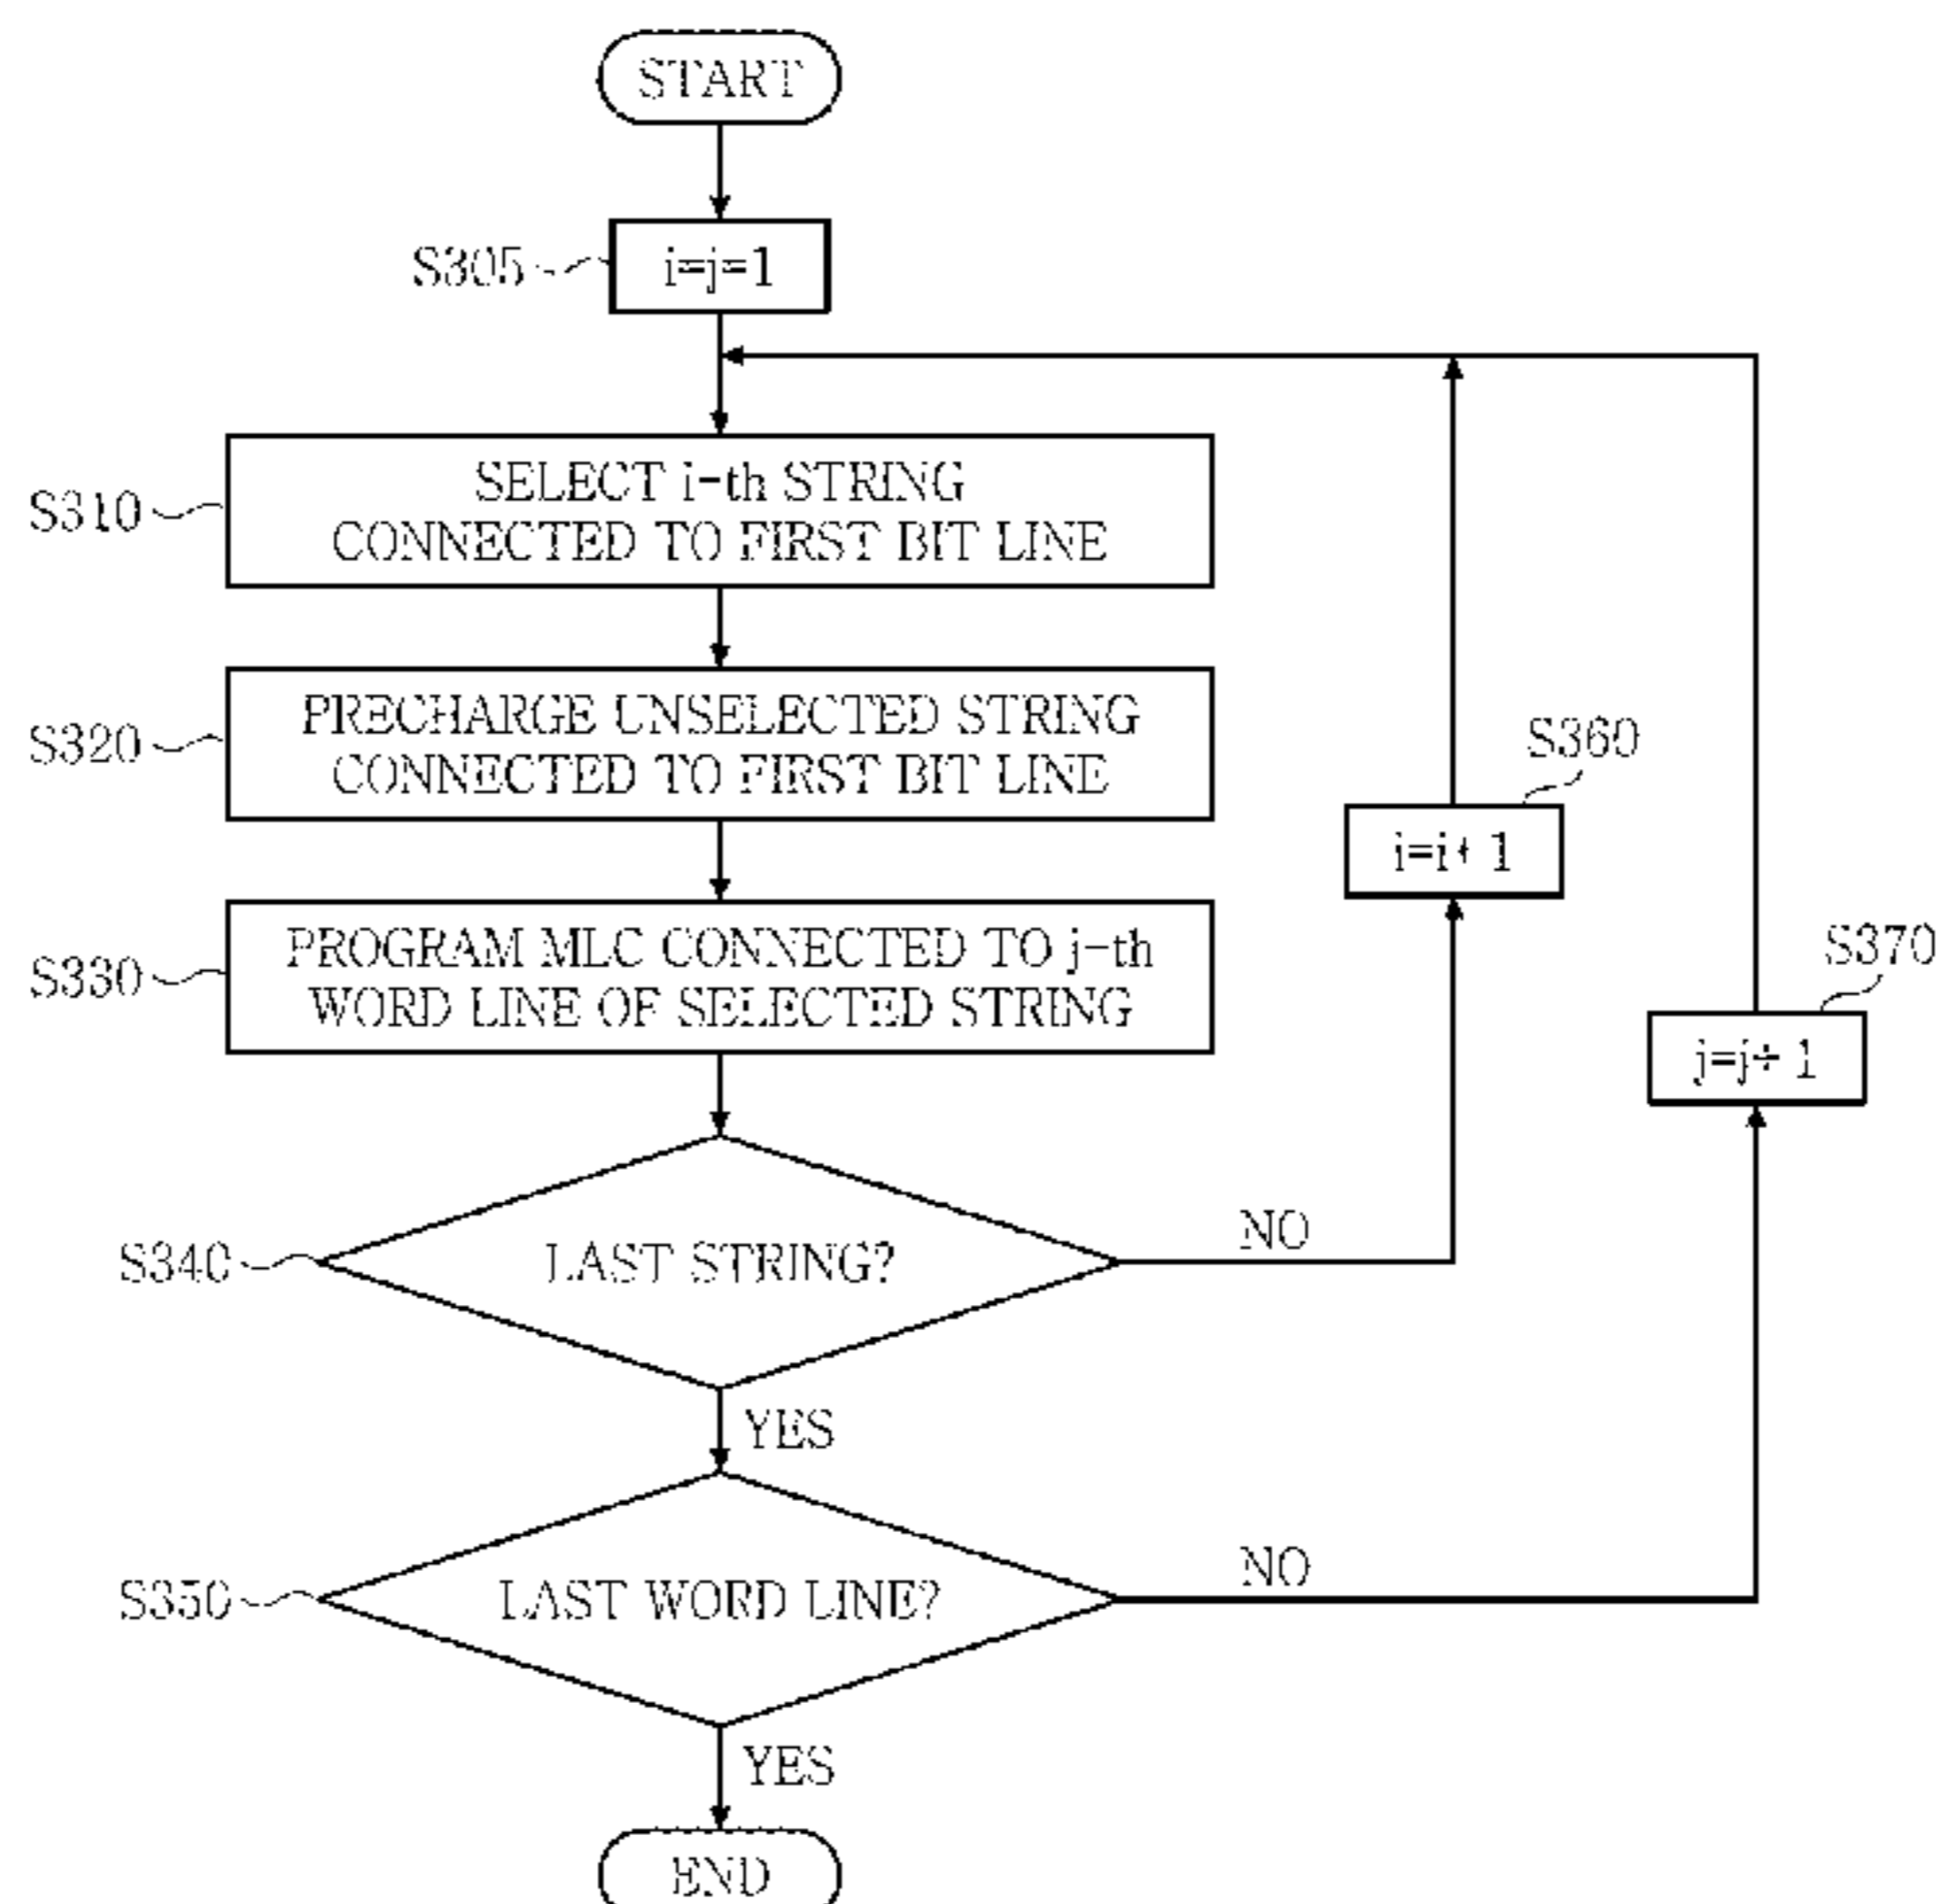 START
S305
i=j=1
S310
SELECT i-th STRING
CONNECTED TO FIRST BIT LINE
S320
PRECHARGE UNSELECTED STRING
CONNECTED TO FIRST BIT LINE
S360
i=i+ 1
S330
PROGRAM MLC CONNECTED TO j-th
WORD LINE OF SELECTED STRING
S370
j=j+ 1
S340
LAST STRING?
NO
YES
S350
LAST WORD LINE?
NO
YES
END